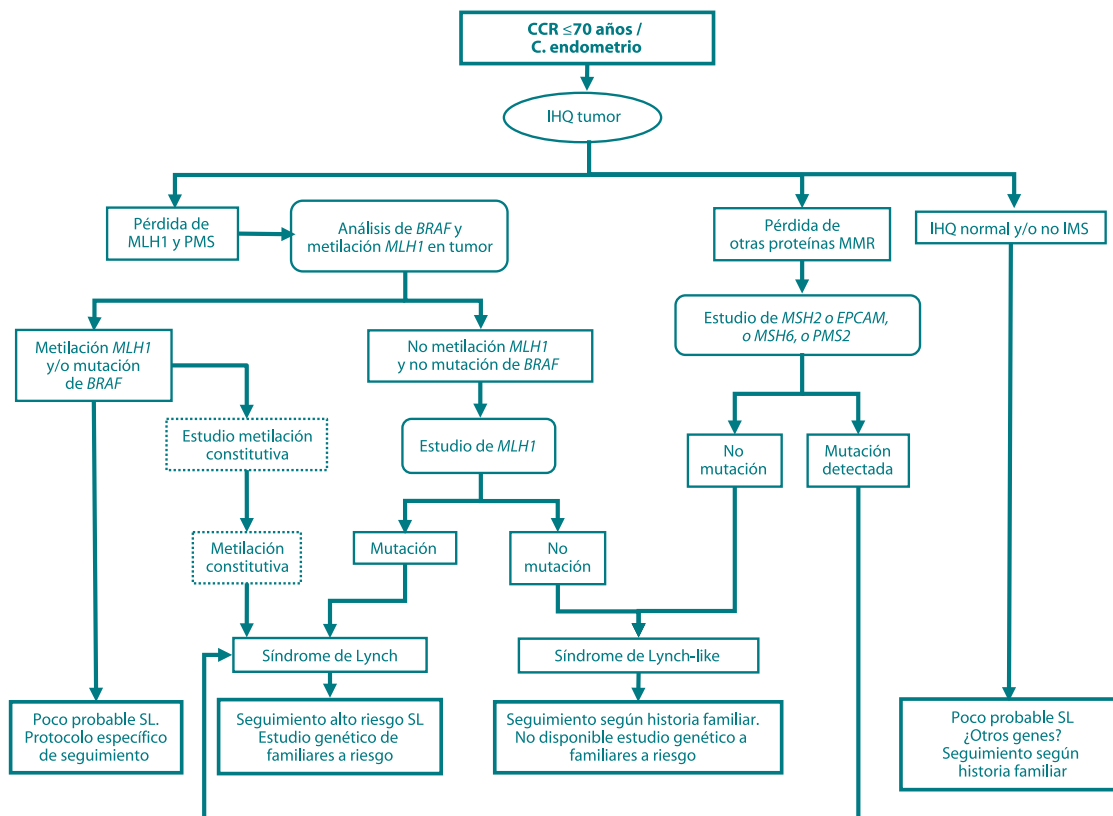 CCR ≤70 años /
C. endometrio
IHQ tumor
Pérdida de
MLH1 y PMS
Análisis de BRAF y
metilación MLH1 en tumor
Pérdida de
otras proteínas MMR
IHQ normal y/o no IMS
Metilación MLH1
y/o mutación
de BRAF
No metilación MLH1
y no mutación de BRAF
Estudio de MSH2 o EPCAM,
o MSH6, o PMS2
Estudio metilación
constitutiva
Estudio de MLH1
No
mutación
Mutación
detectada
Metilación
constitutiva
Mutación
No
mutación
Síndrome de Lynch
Síndrome de Lynch-like
Poco probable SL.
Protocolo específico
de seguimiento
Seguimiento alto riesgo SL
Estudio genético de
familiares a riesgo
Seguimiento según historia familiar.
No disponible estudio genético a
familiares a riesgo
Poco probable SL
¿Otros genes?
Seguimiento según
historia familiar